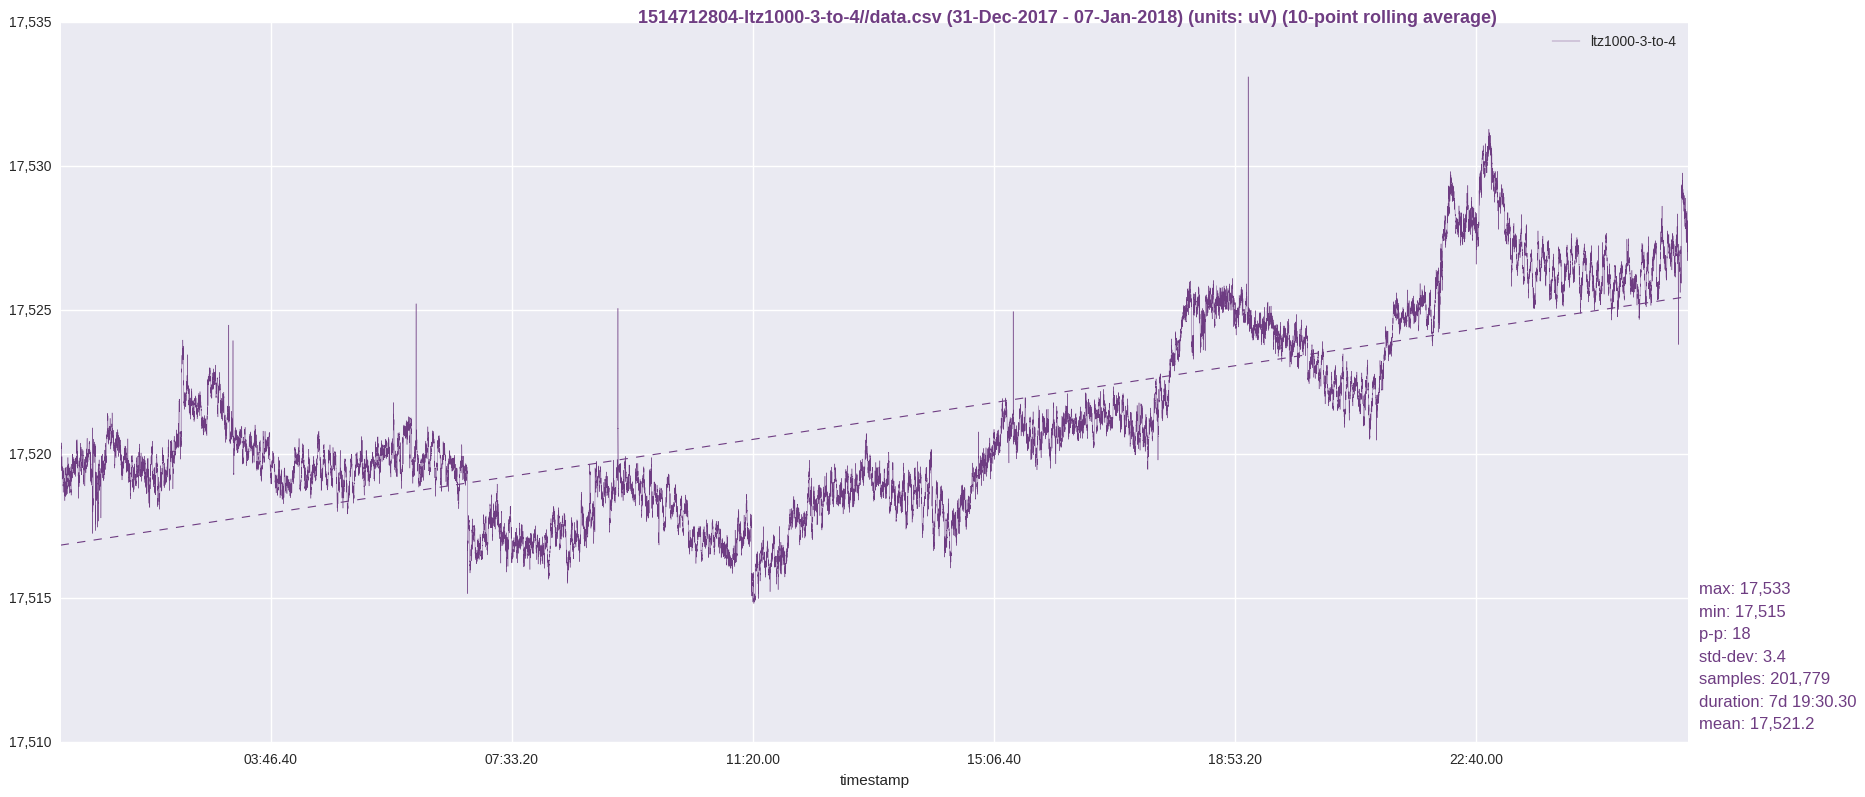 1514712804-ltz1000-3-to-4//data.csv (31-Dec-2017 - 07-Jan-2018) (units: uV) (10-point rolling average)
ltz1000-3-to-4
17,535
17,530
17,525
17,520
17,515
17,510
03:46.40 07:33.20 11:20.00 15:06.40 18:53.20 22:40.00
timestamp
max: 17,533
min: 17,515
p-p: 18
std-dev: 3.4
samples: 201,779
duration: 7d 19:30.30
mean: 17,521.2